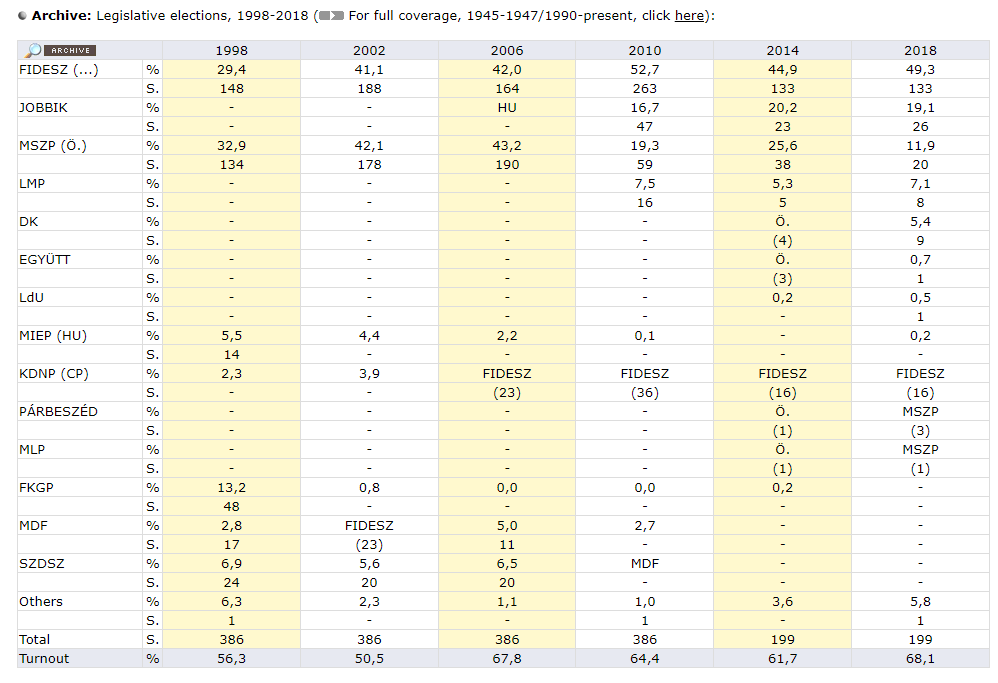 Archive: Legislative elections, 1998-2018 ( For full coverage, 1945-1947/1990-present, click here):
ARCHIVE 1998 2002 2006 2010 2014 2018
FIDESZ (...) % 29,4 41,1 42,0 52,7 44,9 49,3
S. 148 188 164 263 133 133
JOBBIK % - - HU 16,7 20,2 19,1
S. - - - 47 23 26
MSZP (Ö.) % 32,9 42,1 43,2 19,3 25,6 11,9
S. 134 178 190 59 38 20
LMP % - - - 7,5 5,3 7,1
S. - - - 16 5 8
DK % - - - - Ö. 5,4
S. - - - - (4) 9
EGYÜTT % - - - - Ö. 0,7
S. - - - - (3) 1
LdU % - - - - 0,2 0,5
S. - - - - - 1
MIEP (HU) % 5,5 4,4 2,2 0,1 - 0,2
S. 14 - - - - -
KDNP (CP) % 2,3 3,9 FIDESZ FIDESZ FIDESZ FIDESZ
S. - - (23) (36) (16) (16)
PÁRBESZÉD % - - - - Ö. MSZP
S. - - - - (1) (3)
MLP % - - - - Ö. MSZP
S. - - - - (1) (1)
FKGP % 13,2 0,8 0,0 0,0 0,2 -
S. 48 - - - - -
MDF % 2,8 FIDESZ 5,0 2,7 - -
S. 17 (23) 11 - - -
SZDSZ % 6,9 5,6 6,5 MDF - -
S. 24 20 20 - - -
Others % 6,3 2,3 1,1 1,0 3,6 5,8
S. 1 - - 1 - 1
Total S. 386 386 386 386 199 199
Turnout % 56,3 50,5 67,8 64,4 61,7 68,1